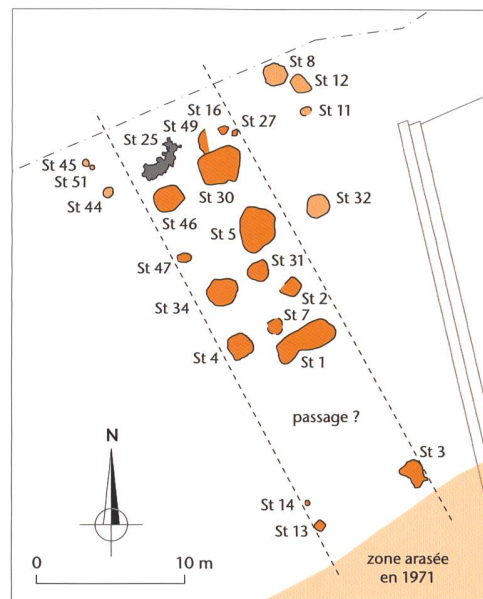 St 8
St 12
St 11
St 16
St 49
St 27
St 25
St 45
St 51
St 44
St 30
St 46
St 32
St 5
St 47
St 31
St 34
St 2
St 7
St 4
St 1
passage ?
St 3
N
St 14
St 13
0
10 m
zone arasée
en 1971